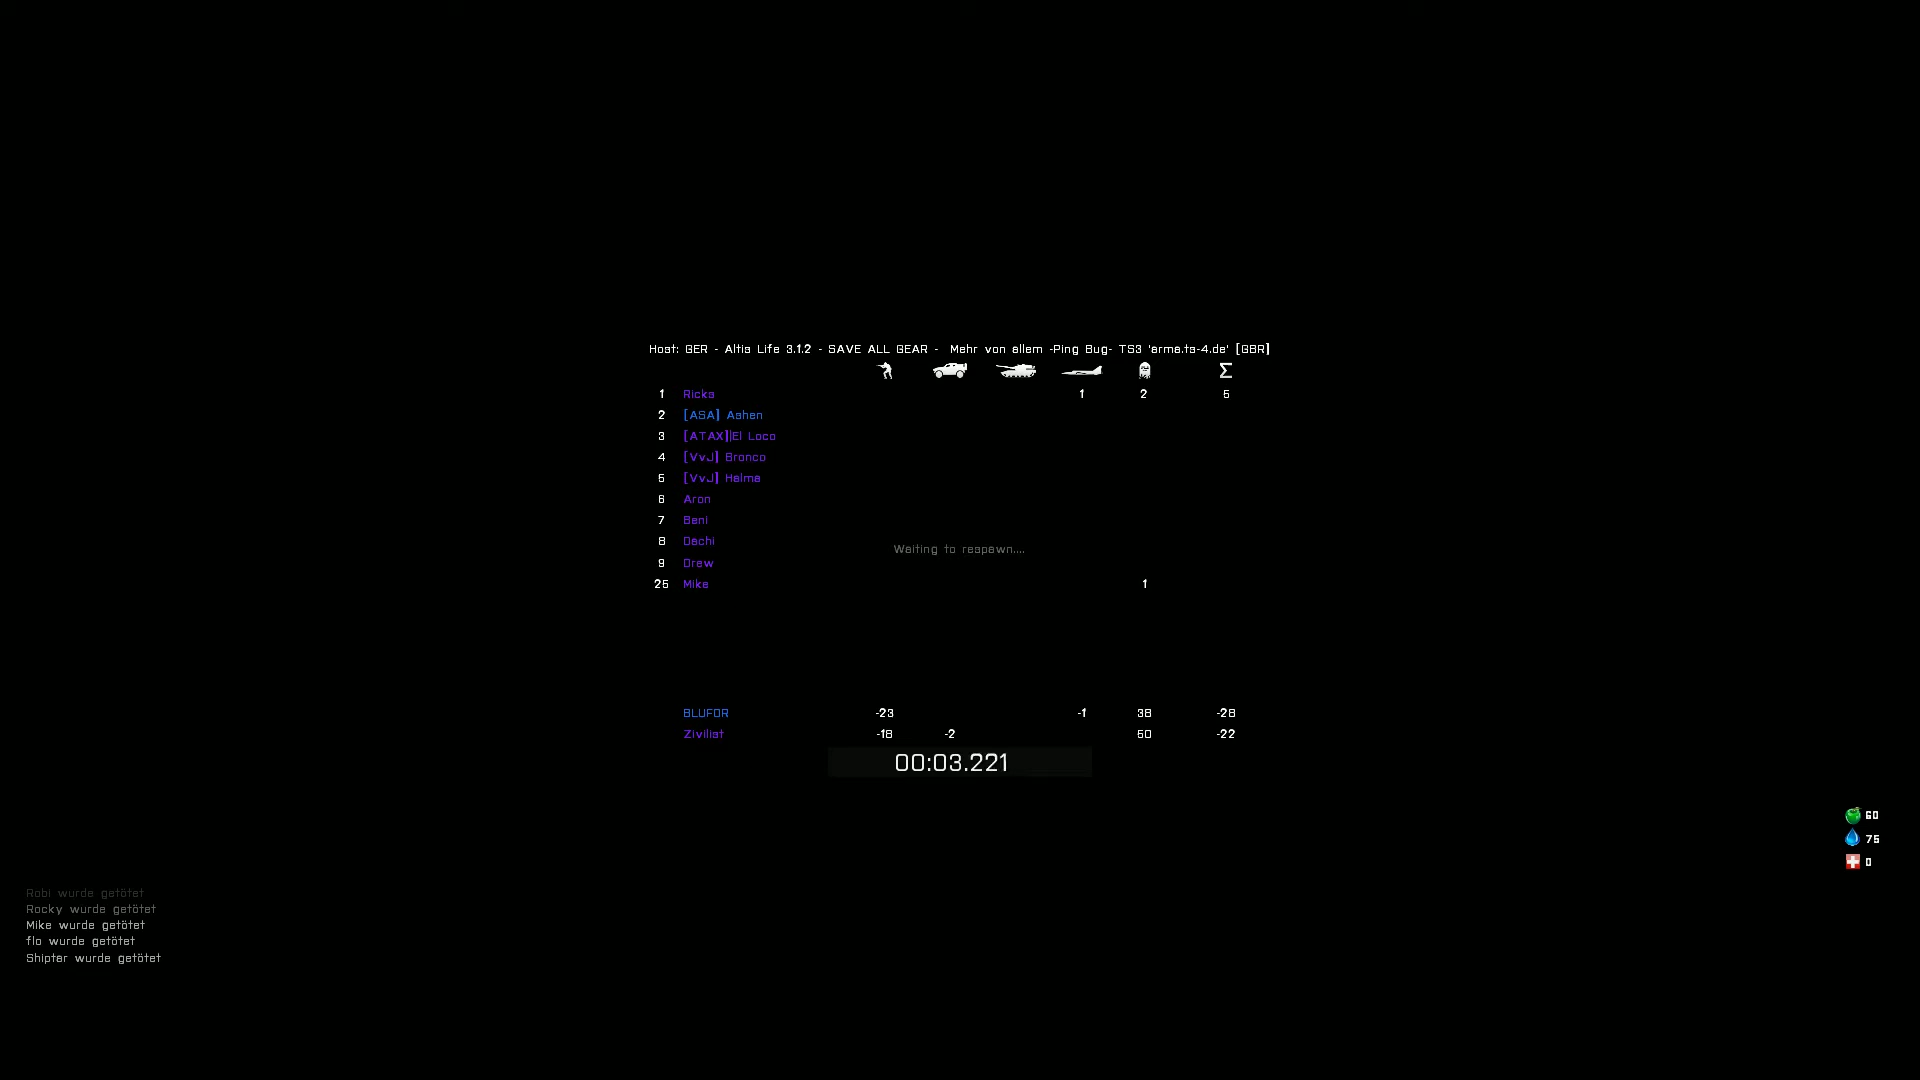 Host: GER - Altis Life 3.1.2 - SAVE ALL GEAR - Mehr von allem -Ping Bug- TS3 'arma.ts-4.de' [GBR]
Σ
1 Ricks 1 2 5
2 [ASA] Ashen
3 [ATAX]|El Loco
4 [VvJ] Bronco
5 [VvJ] Halma
6 Aron
7 Beni
8 Dachi
9 Drew
Waiting to respawn....
25 Mike 1
BLUFOR -23 -1 38 -28
Zivilist -18 -2 50 -22
00:03.221
60
75
0
Robi wurde getötet
Rocky wurde getötet
Mike wurde getötet
flo wurde getötet
Shiptar wurde getötet